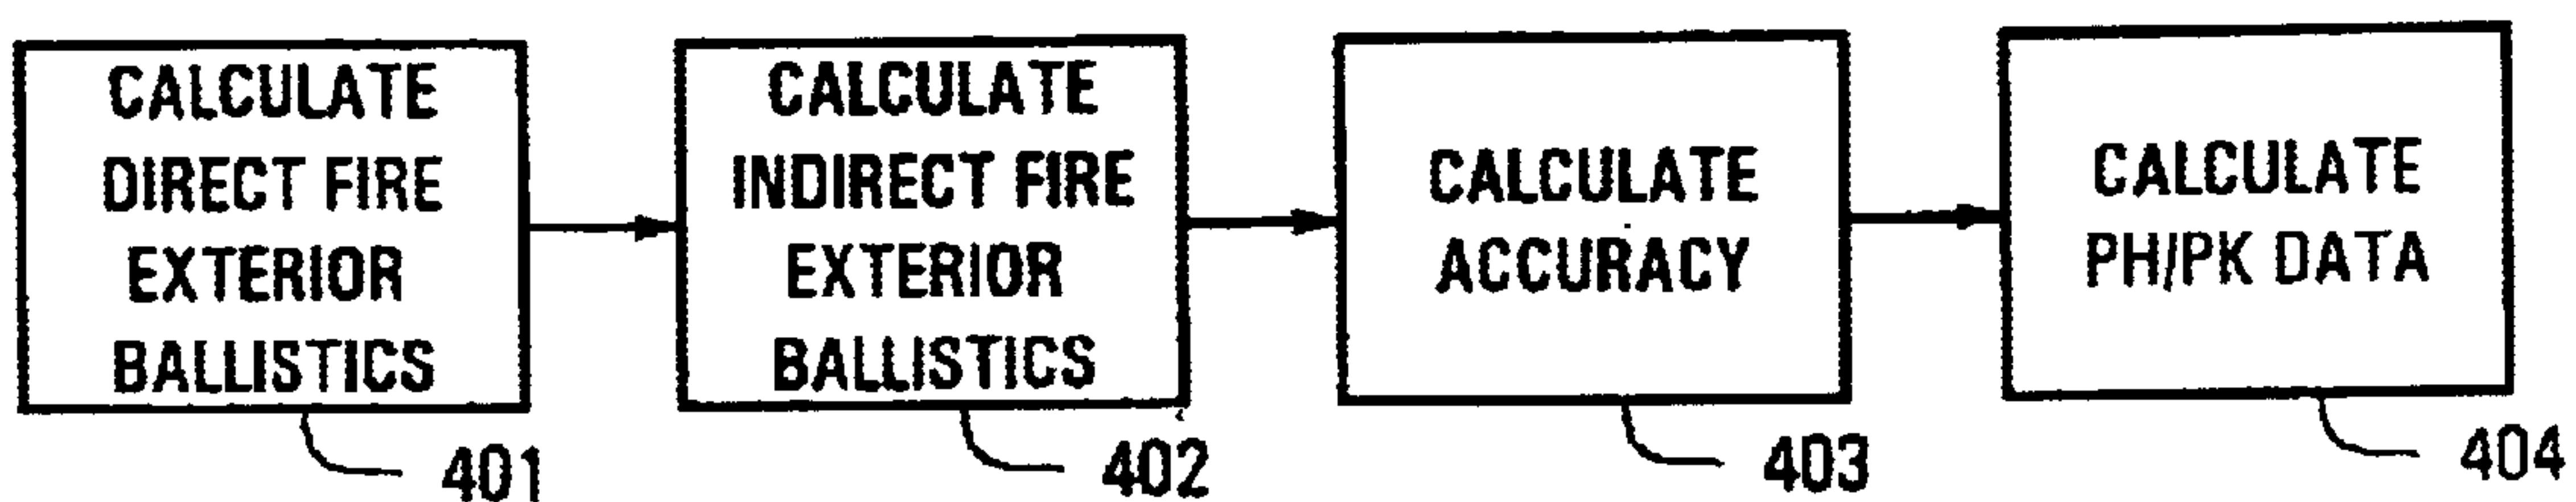 CALCULATE
DIRECT FIRE
EXTERIOR
BALLISTICS
401
CALCULATE
INDIRECT FIRE
EXTERIOR
BALLISTICS
402
CALCULATE
ACCURACY
403
CALCULATE
PH/PK DATA
404